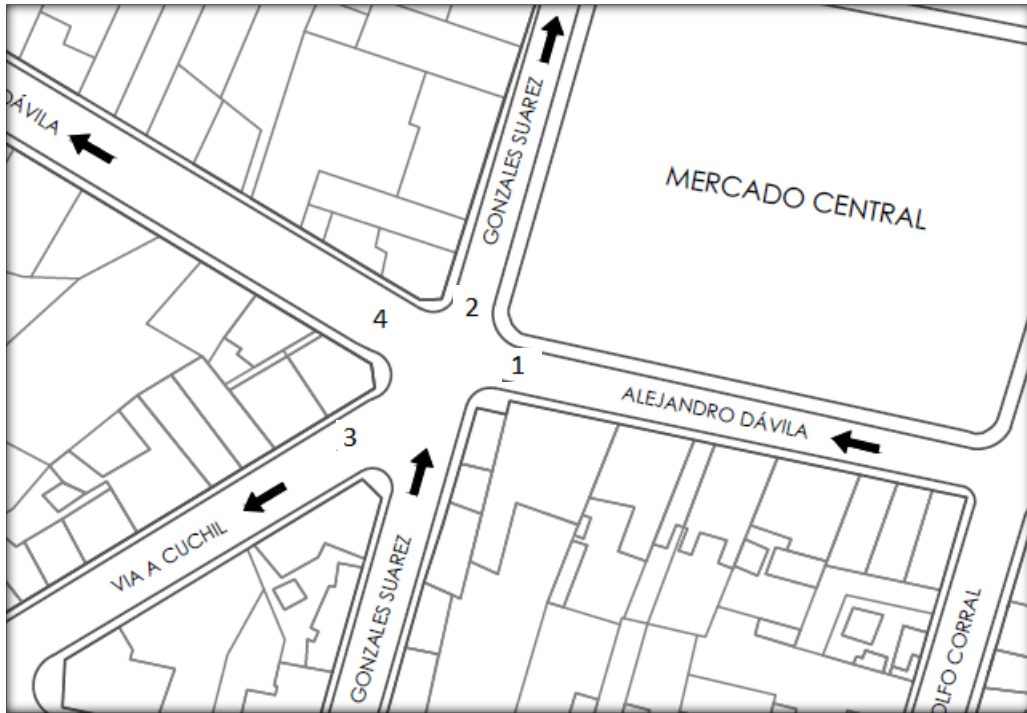 DÁVILA
GONZALES SUAREZ
MERCADO CENTRAL
2
4
1
ALEJANDRO DÁVILA
3
VIA A CUCHIL
GONZALES SUAREZ
OLFO CORRAL